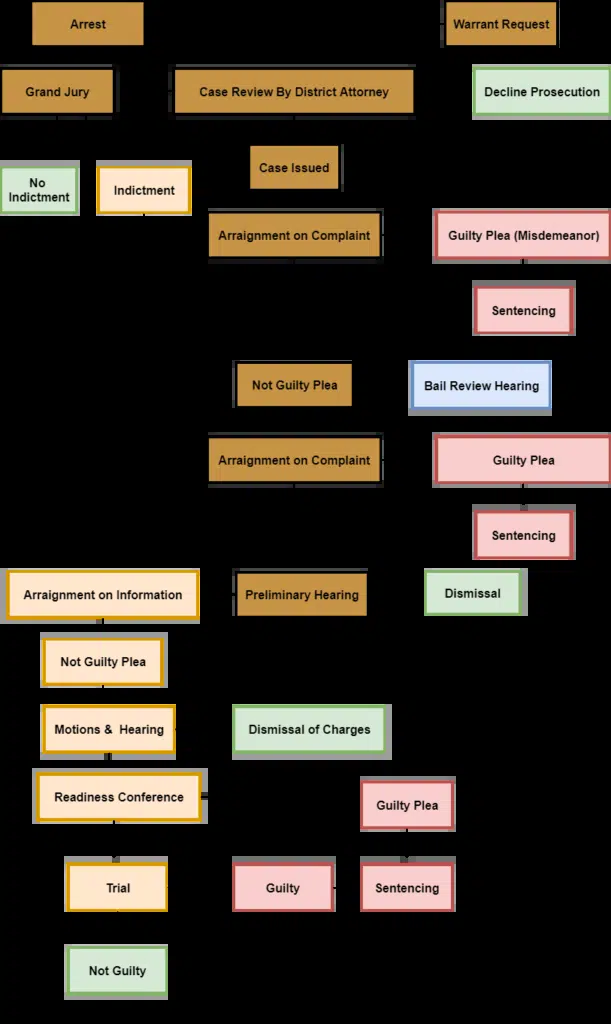 Arrest
Warrant Request
Grand Jury
Case Review By District Attorney
Decline Prosecution
Case Issued
No
Indictment
Indictment
Arraignment on Complaint
Guilty Plea (Misdemeanor)
Sentencing
Not Guilty Plea
Bail Review Hearing
Arraignment on Complaint
Guilty Plea
Sentencing
Arraignment on Information
Preliminary Hearing
Dismissal
Not Guilty Plea
Motions & Hearing
Dismissal of Charges
Readiness Conference
Guilty Plea
Trial
Guilty
Sentencing
Not Guilty